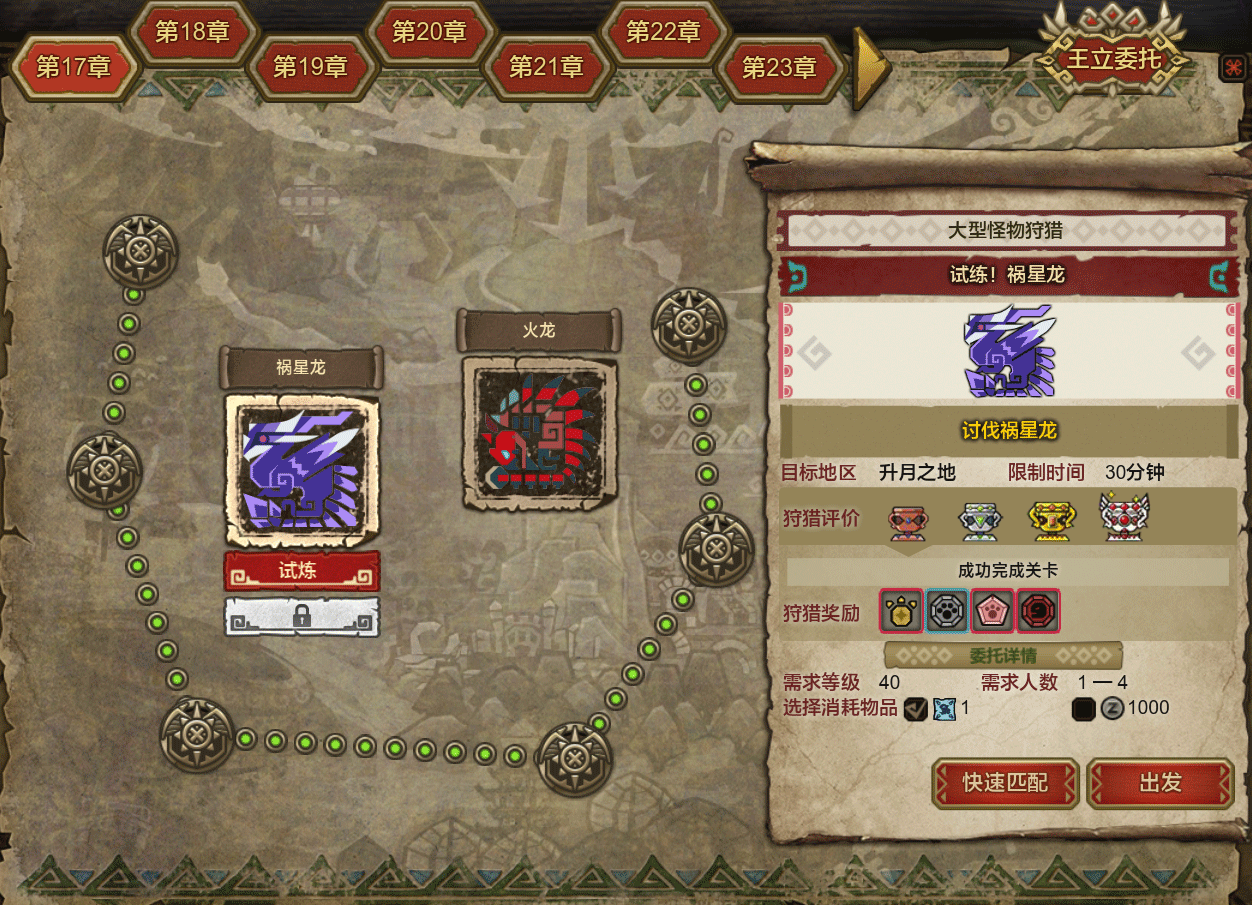 第17章
第18章
第19章
第20章
第21章
第22章
第23章
王立委托
祸星龙
试炼
火龙
大型怪物狩猎
试练！祸星龙
讨伐祸星龙
目标地区 升月之地 限制时间 30分钟
狩猎评价
成功完成关卡
狩猎奖励
委托详情
需求等级 40 需求人数 1 — 4
选择消耗物品 1 Z 1000
快速匹配 出发